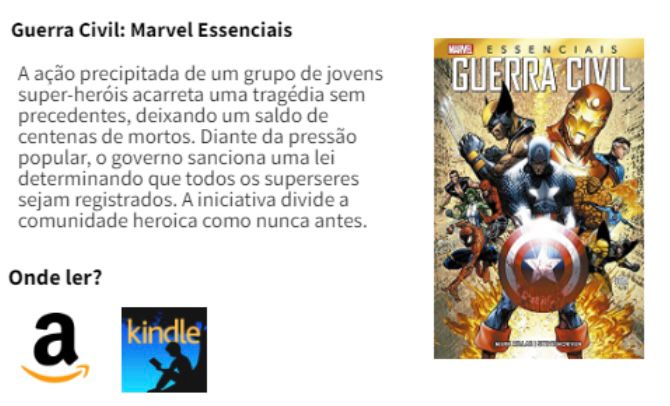 Guerra Civil: Marvel Essenciais
A ação precipitada de um grupo de jovens
super-heróis acarreta uma tragédia sem
precedentes, deixando um saldo de
centenas de mortos. Diante da pressão
popular, o governo sanciona uma lei
determinando que todos os superseres
sejam registrados. A iniciativa divide a
comunidade heroica como nunca antes.
MARVEL ESSENCIAIS
GUERRA CIVIL
Onde ler?
a
kindle